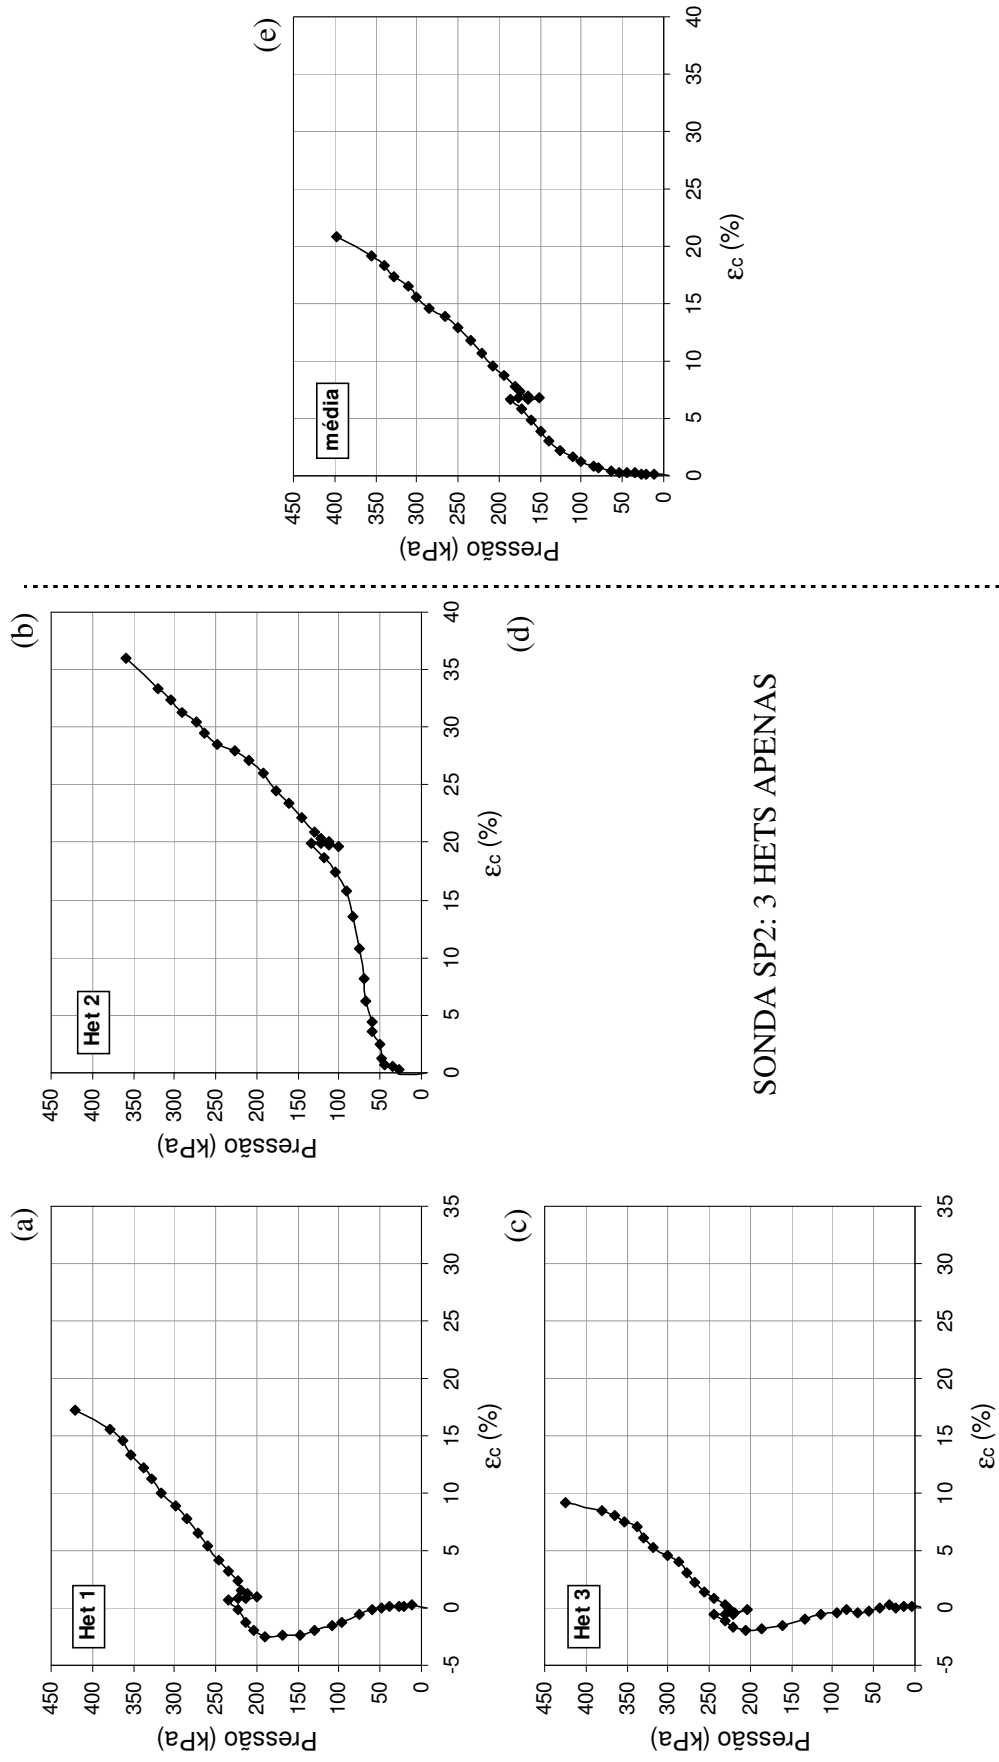 (a)
Het 1
Pressão (kPa)
450
400
350
300
250
200
150
100
50
0
-5 0 5 10 15 20 25 30 35
εc (%)
(b)
Het 2
Pressão (kPa)
450
400
350
300
250
200
150
100
50
0
0 5 10 15 20 25 30 35 40
εc (%)
(c)
Het 3
Pressão (kPa)
450
400
350
300
250
200
150
100
50
0
-5 0 5 10 15 20 25 30 35
εc (%)
(d)
SONDA SP2: 3 HETS APENAS
(e)
média
Pressão (kPa)
450
400
350
300
250
200
150
100
50
0
0 5 10 15 20 25 30 35 40
εc (%)